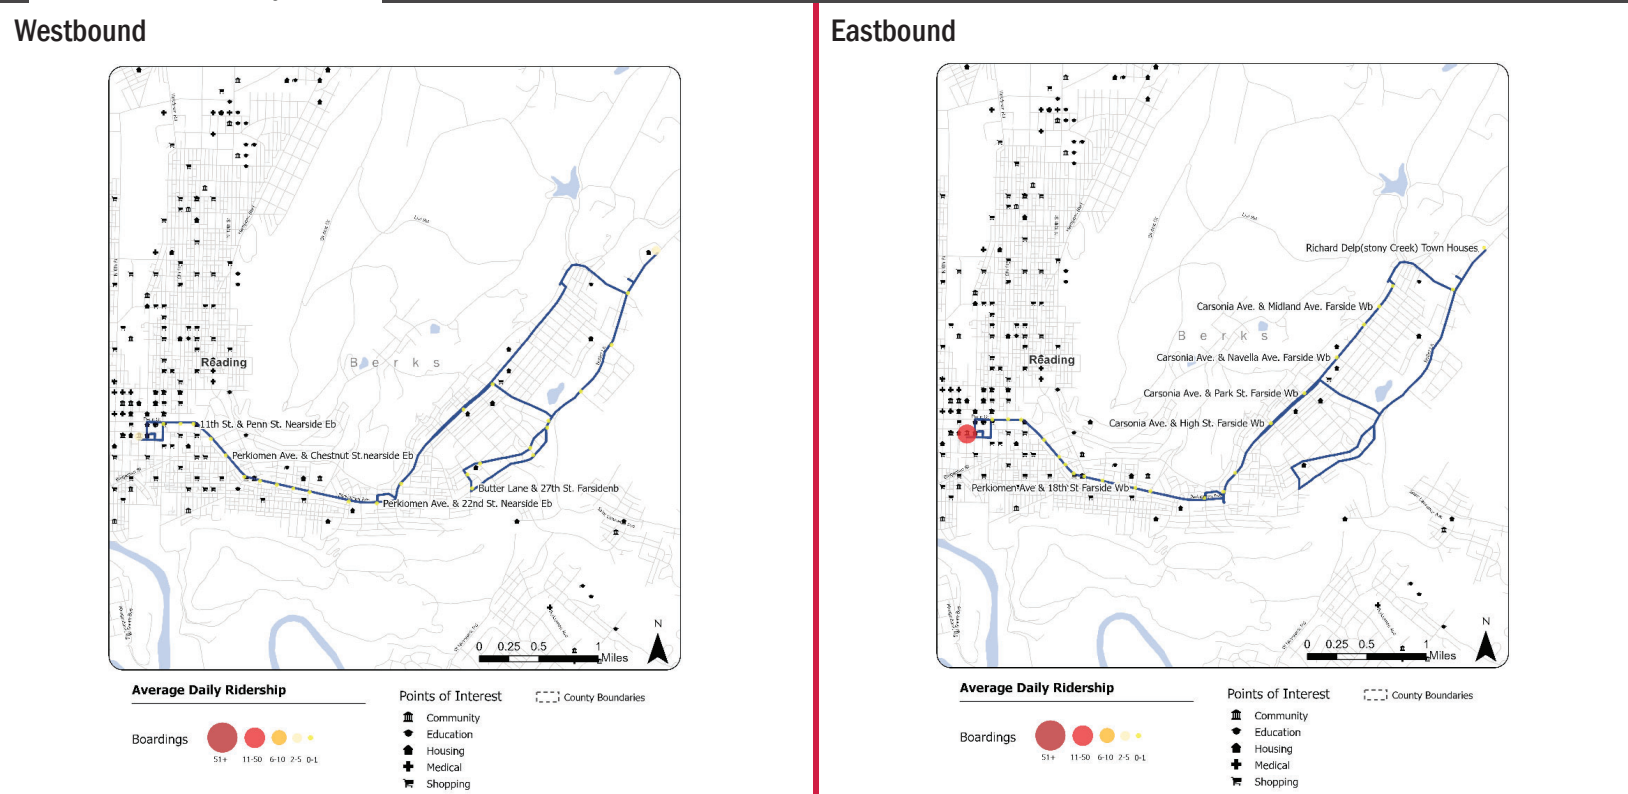 Westbound
Reading
B e r k s
11th St. & Penn St. Nearside Eb
Perkiomen Ave. & Chestnut St.nearside Eb
Butter Lane & 27th St. Farsidenb
Perkiomen Ave. & 22nd St. Nearside Eb
N
0 0.25 0.5 1
Miles
Average Daily Ridership
Boardings
51+ 11-50 6-10 2-5 0-1
Points of Interest
Community
Education
Housing
Medical
Shopping
County Boundaries
Eastbound
Richard Delp(stony Creek) Town Houses
Carsonia Ave. & Midland Ave. Farside Wb
B e r k s
Reading
Carsonia Ave. & Navella Ave. Farside Wb
Carsonia Ave. & Park St. Farside Wb
Carsonia Ave. & High St. Farside Wb
Perkiomen Ave & 18th St Farside Wb
N
0 0.25 0.5 1
Miles
Average Daily Ridership
Boardings
51+ 11-50 6-10 2-5 0-1
Points of Interest
Community
Education
Housing
Medical
Shopping
County Boundaries